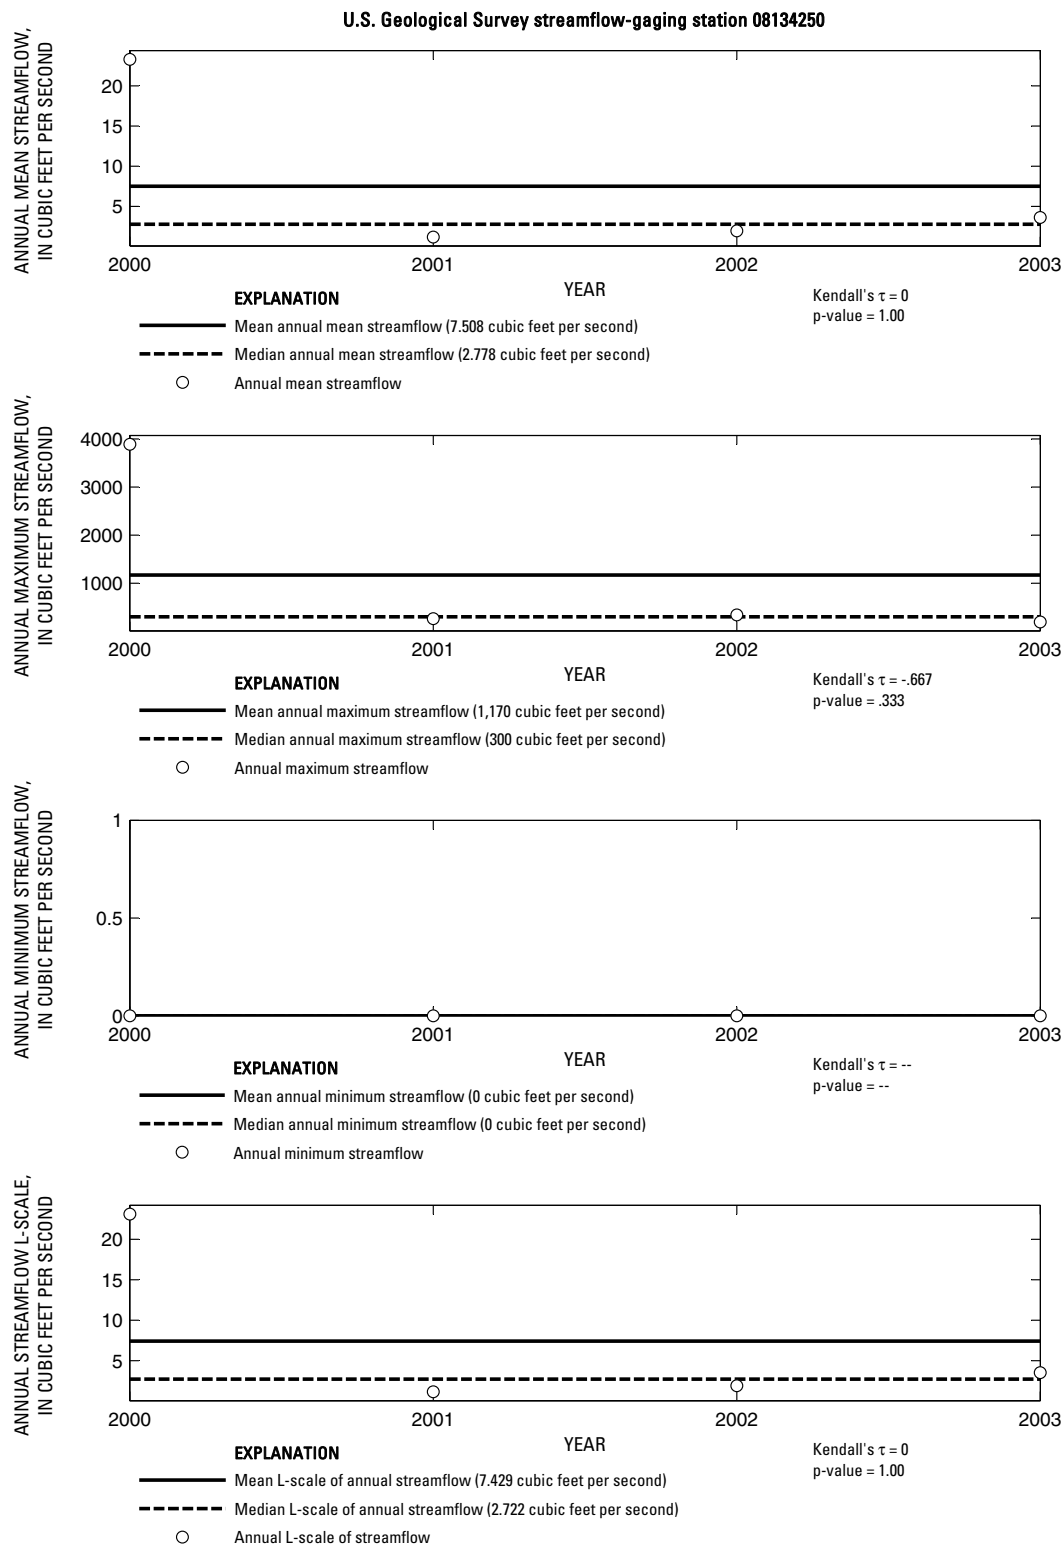 U.S. Geological Survey streamflow-gaging station 08134250
ANNUAL MEAN STREAMFLOW,
IN CUBIC FEET PER SECOND
20
15
10
5
2000 2001 2002 2003
YEAR
Kendall's τ = 0
p-value = 1.00
EXPLANATION
Mean annual mean streamflow (7.508 cubic feet per second)
Median annual mean streamflow (2.778 cubic feet per second)
Annual mean streamflow
ANNUAL MAXIMUM STREAMFLOW,
IN CUBIC FEET PER SECOND
4000
3000
2000
1000
2000 2001 2002 2003
YEAR
Kendall's τ = -.667
p-value = .333
EXPLANATION
Mean annual maximum streamflow (1,170 cubic feet per second)
Median annual maximum streamflow (300 cubic feet per second)
Annual maximum streamflow
ANNUAL MINIMUM STREAMFLOW,
IN CUBIC FEET PER SECOND
1
0.5
0
2000 2001 2002 2003
YEAR
Kendall's τ = --
p-value = --
EXPLANATION
Mean annual minimum streamflow (0 cubic feet per second)
Median annual minimum streamflow (0 cubic feet per second)
Annual minimum streamflow
ANNUAL STREAMFLOW L-SCALE,
IN CUBIC FEET PER SECOND
20
15
10
5
2000 2001 2002 2003
YEAR
Kendall's τ = 0
p-value = 1.00
EXPLANATION
Mean L-scale of annual streamflow (7.429 cubic feet per second)
Median L-scale of annual streamflow (2.722 cubic feet per second)
Annual L-scale of streamflow